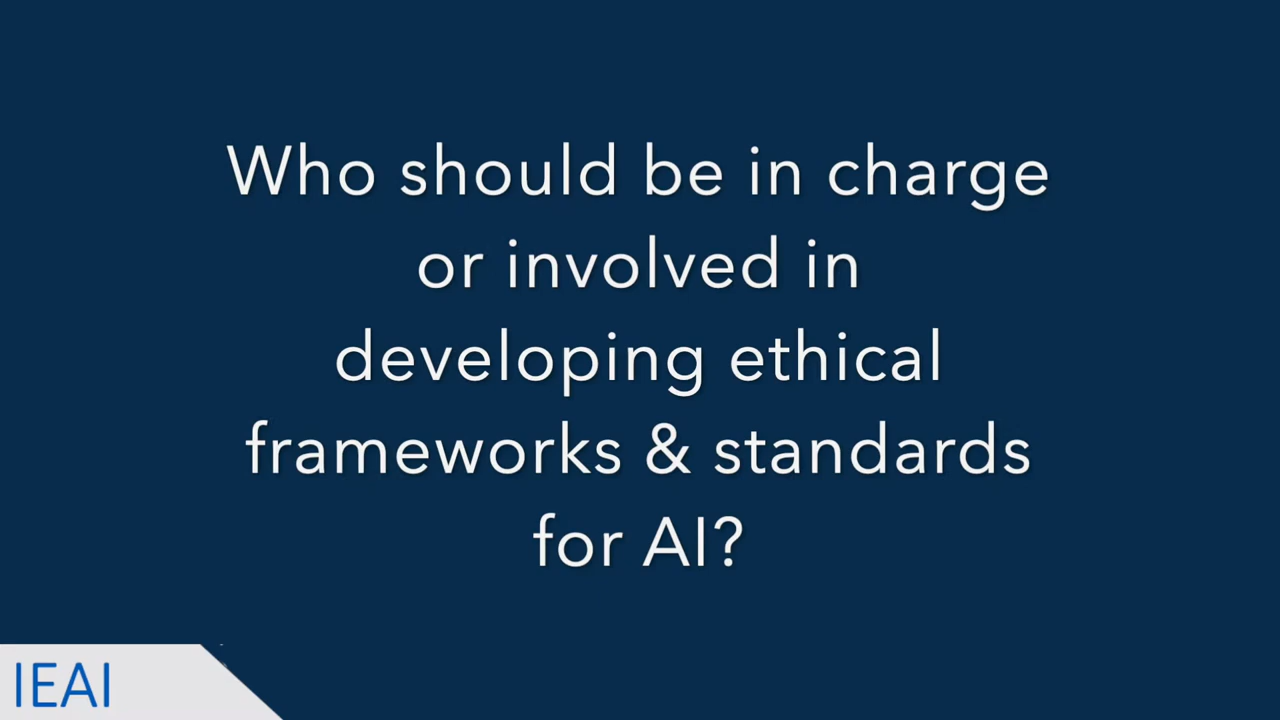 Who should be in charge
or involved in
developing ethical
frameworks & standards
for AI?
IEAI